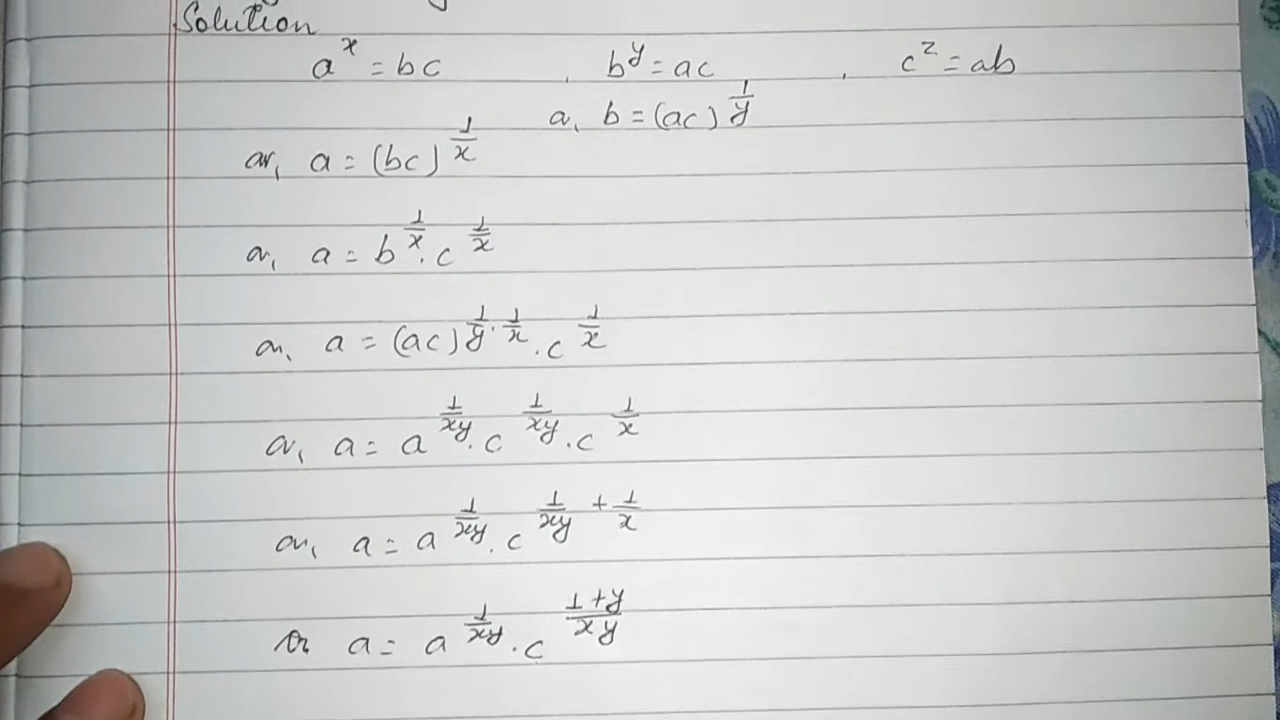 Solution
a^x = bc , b^y = ac , c^z = ab
a, b = (ac)^{1/y}
or, a = (bc)^{1/x}
or, a = b^{1/x} . c^{1/x}
or, a = (ac)^{1/y . 1/x} . c^{1/x}
or, a = a^{1/xy} . c^{1/xy} . c^{1/x}
or, a = a^{1/xy} . c^{1/xy + 1/x}
or a = a^{1/xy} . c^{1+y/xy}